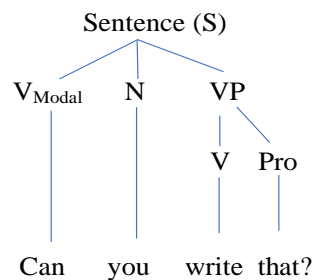 Sentence (S)
V_Modal N VP
V Pro
Can you write that?